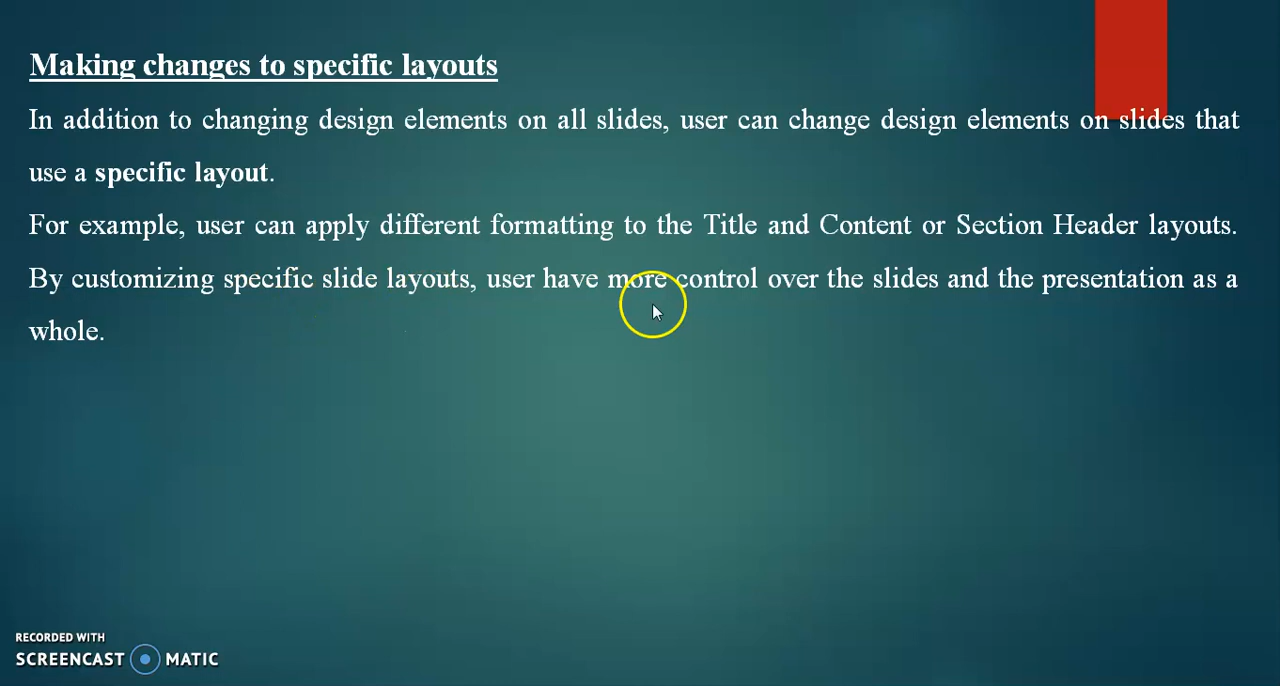 Making changes to specific layouts
In addition to changing design elements on all slides, user can change design elements on slides that
use a specific layout.
For example, user can apply different formatting to the Title and Content or Section Header layouts.
By customizing specific slide layouts, user have more control over the slides and the presentation as a
whole.
RECORDED WITH
SCREENCAST MATIC